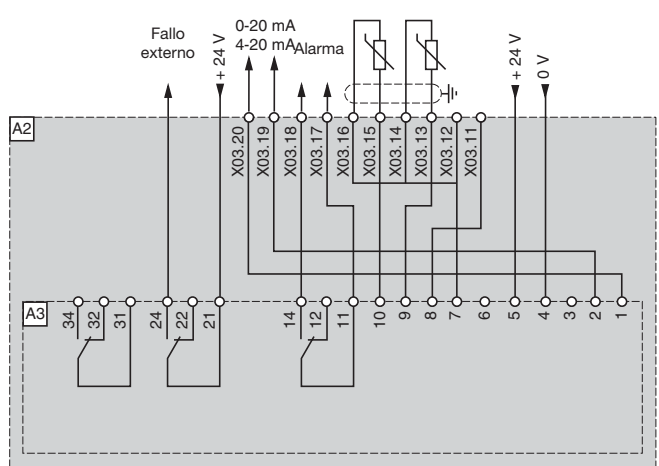 Fallo
externo
+ 24 V
0-20 mA
4-20 mA
Alarma
+ 24 V
0 V
A2
X03.20
X03.19
X03.18
X03.17
X03.16
X03.15
X03.14
X03.13
X03.12
X03.11
A3
34
32
31
24
22
21
14
12
11
10
9
8
7
6
5
4
3
2
1